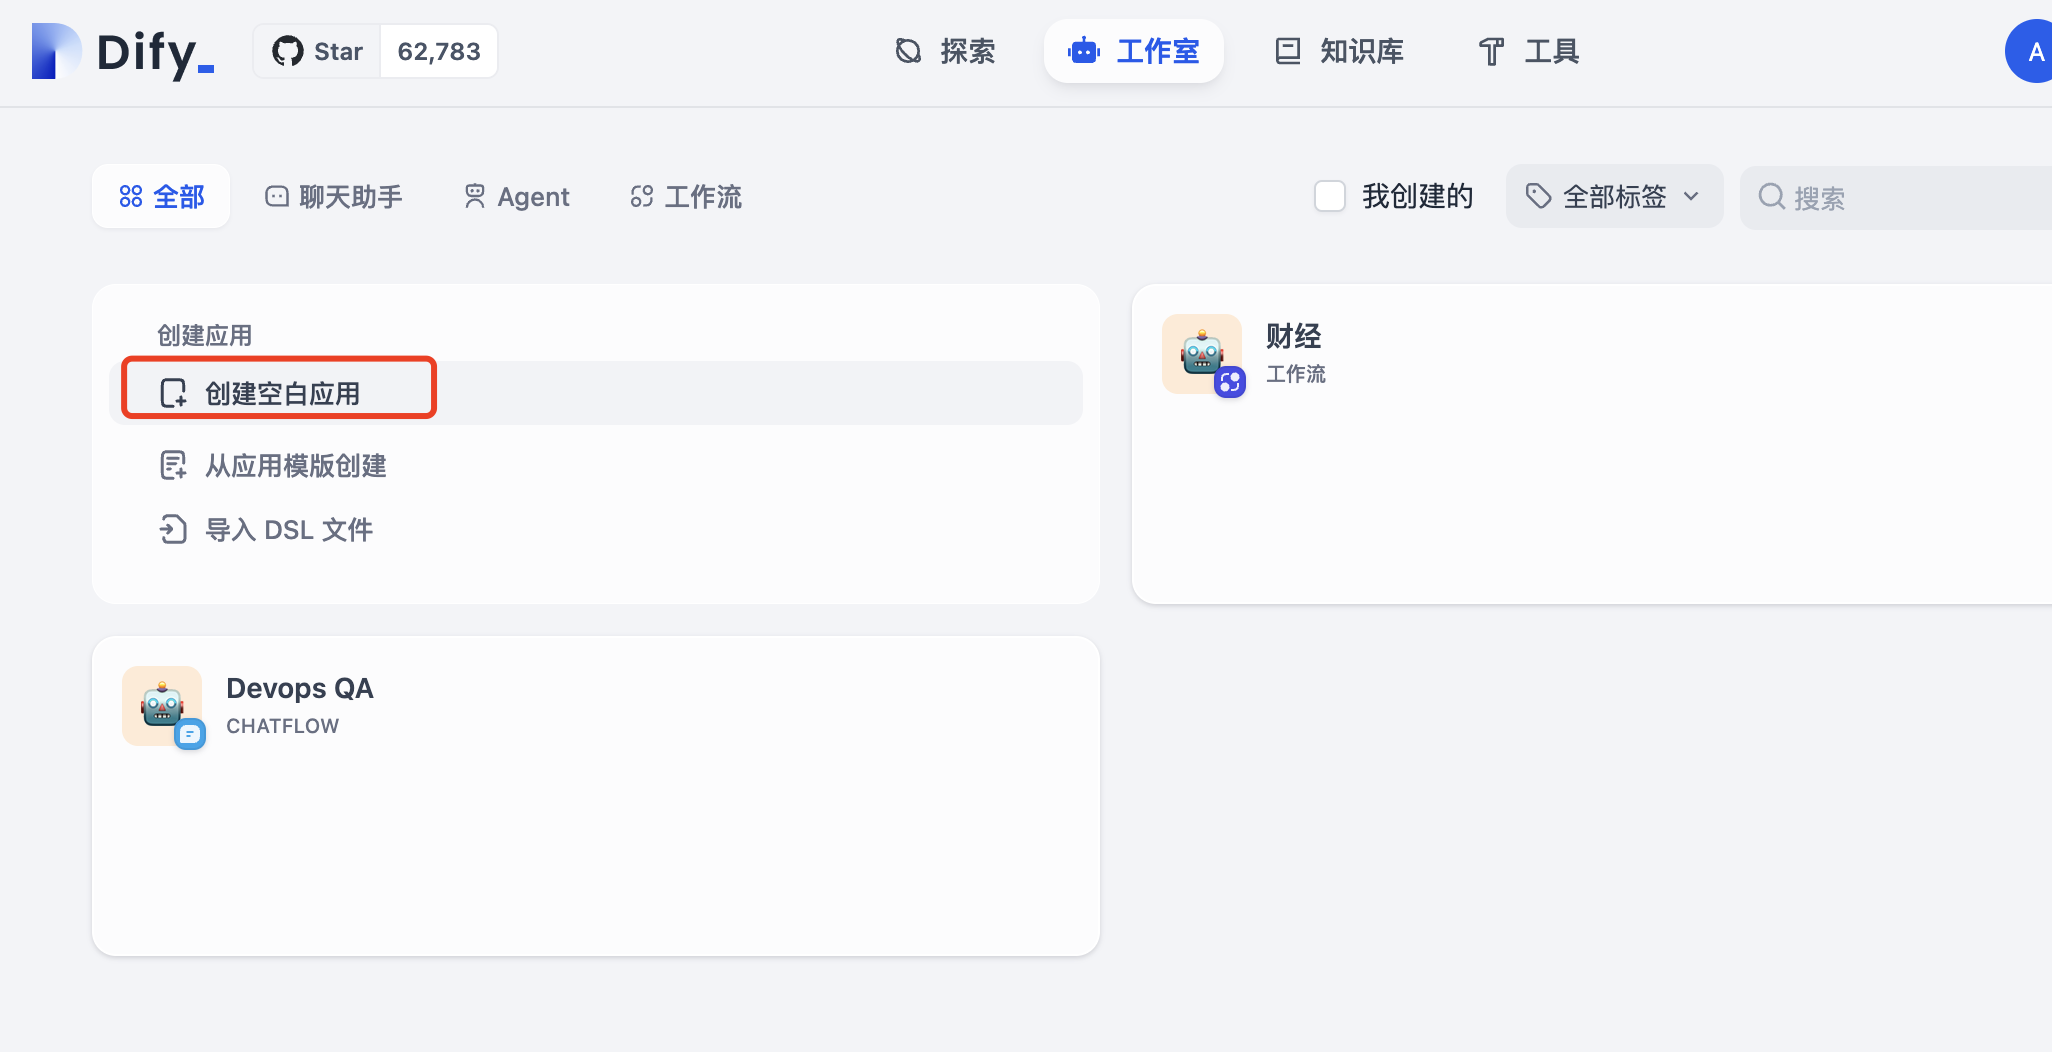 Dify_
Star 62,783
探索
工作室
知识库
工具
A
全部
聊天助手
Agent
工作流
我创建的
全部标签
搜索
创建应用
创建空白应用
从应用模版创建
导入 DSL 文件
财经
工作流
Devops QA
CHATFLOW